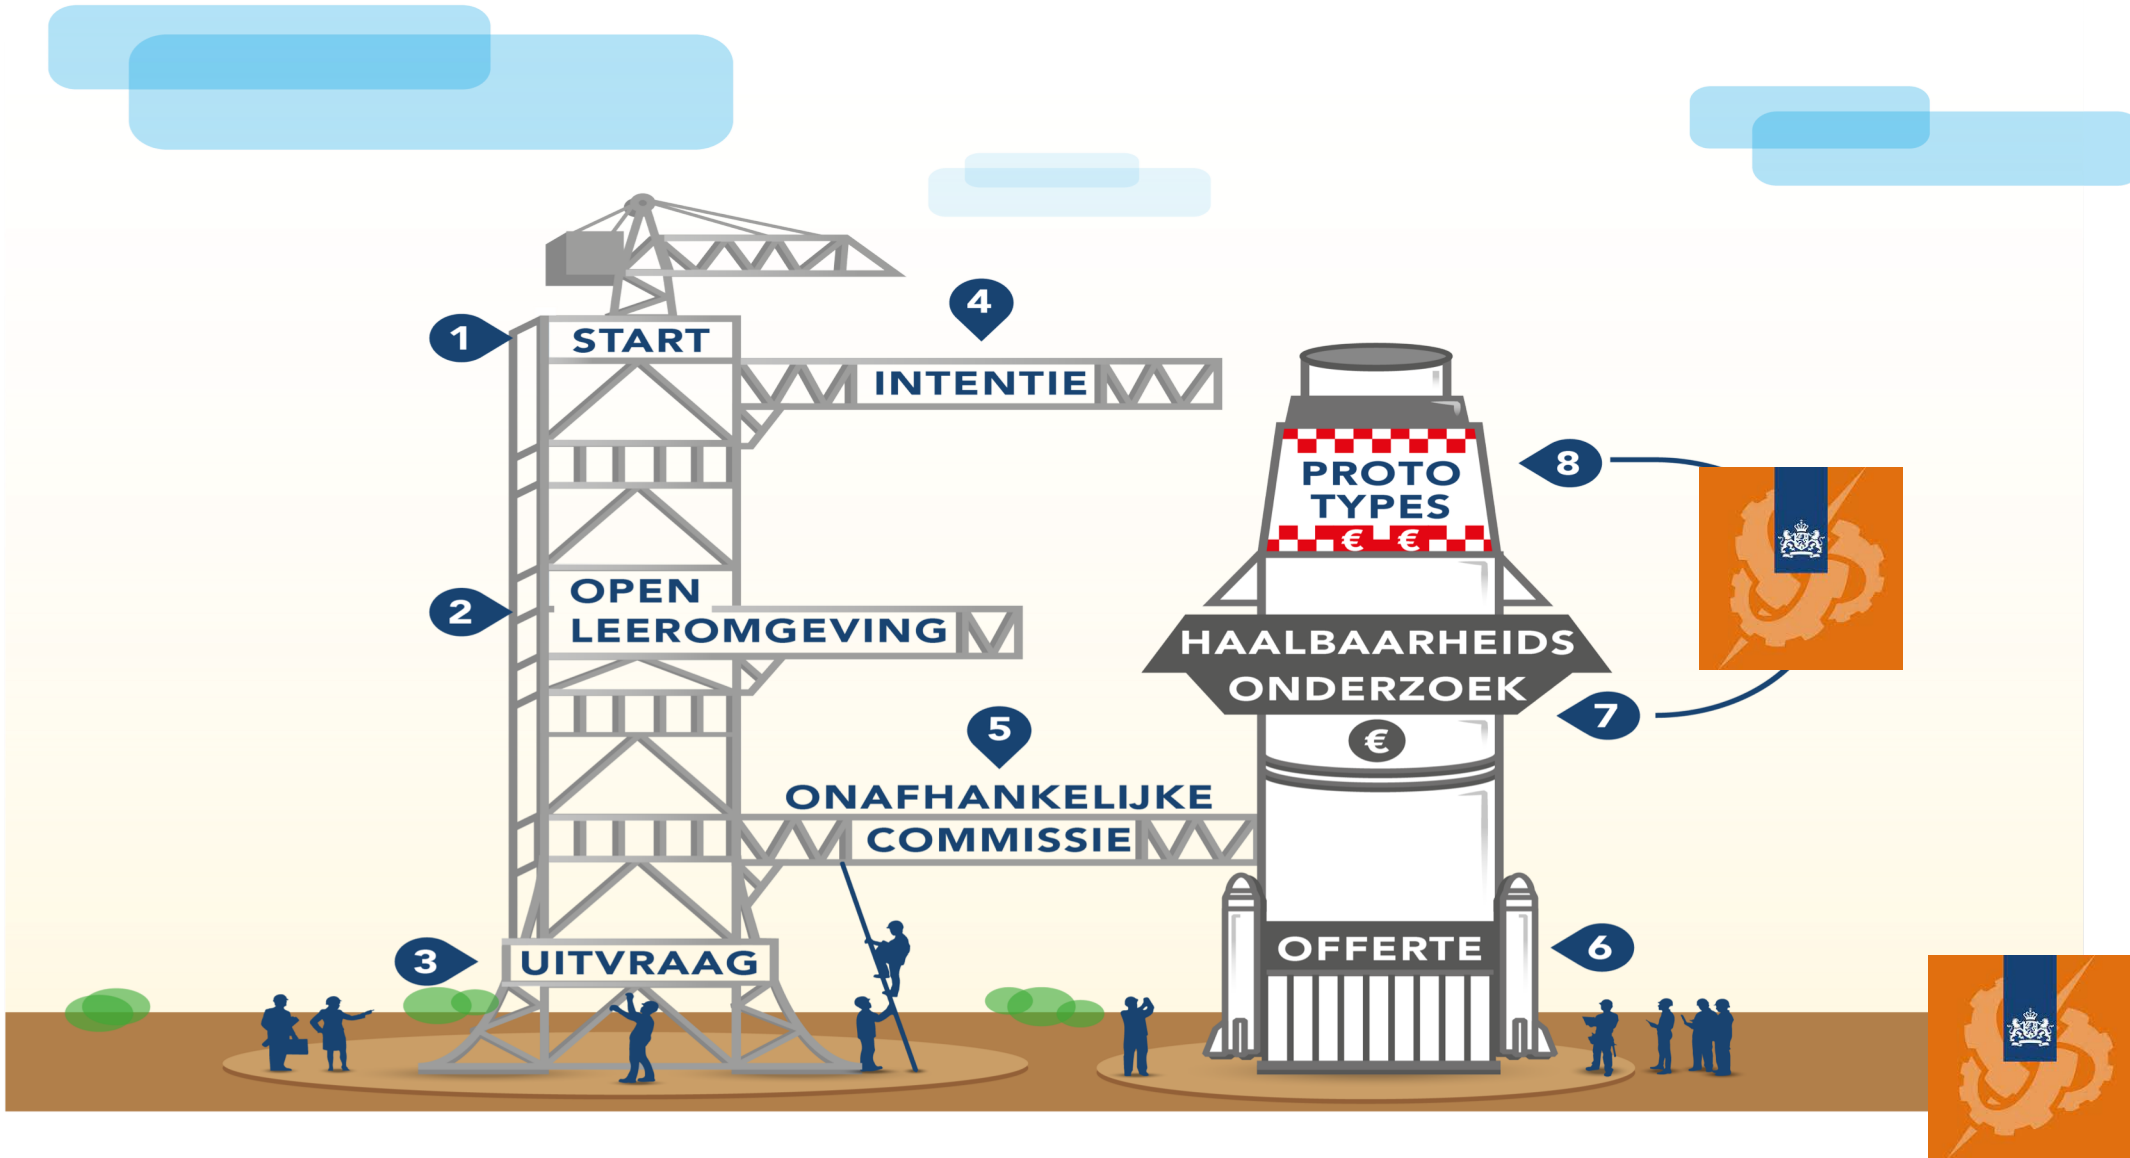 1
START
4
INTENTIE
2
OPEN
LEEROMGEVING
5
ONAFHANKELIJKE
COMMISSIE
3
UITVRAAG
8
PROTO
TYPES
€ €
HAALBAARHEIDS
ONDERZOEK
7
€
OFFERTE
6